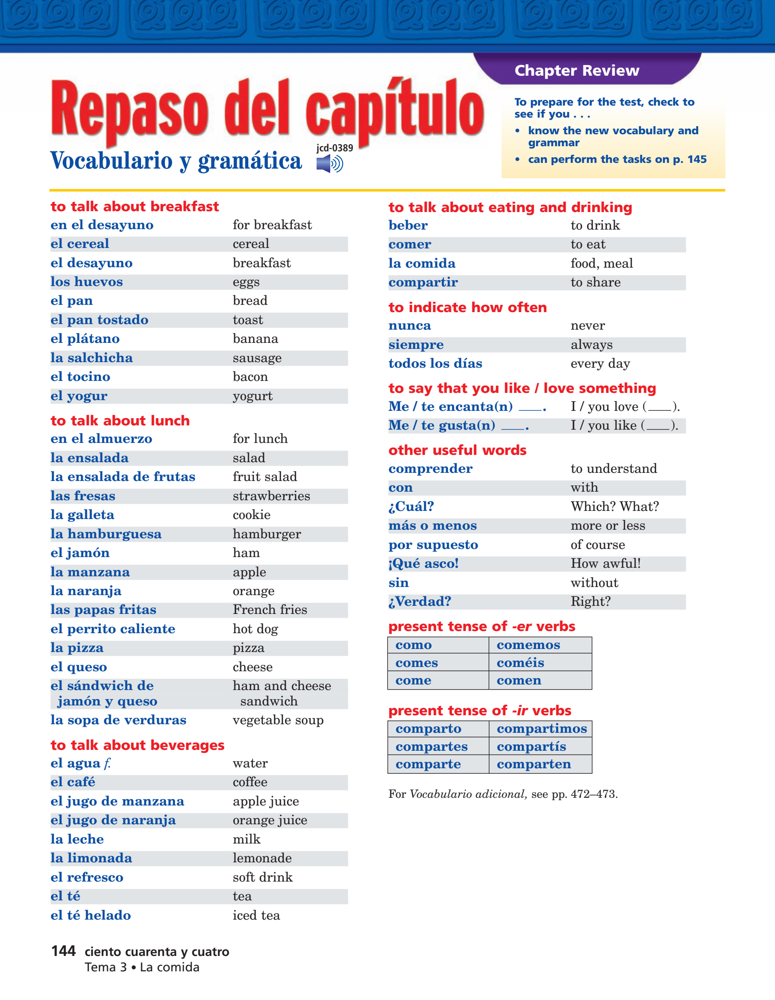 Chapter Review
Repaso del capítulo
Vocabulario y gramática
jcd-0389
To prepare for the test, check to
see if you . . .
• know the new vocabulary and
grammar
• can perform the tasks on p. 145
to talk about breakfast
en el desayuno for breakfast
el cereal cereal
el desayuno breakfast
los huevos eggs
el pan bread
el pan tostado toast
el plátano banana
la salchicha sausage
el tocino bacon
el yogur yogurt
to talk about lunch
en el almuerzo for lunch
la ensalada salad
la ensalada de frutas fruit salad
las fresas strawberries
la galleta cookie
la hamburguesa hamburger
el jamón ham
la manzana apple
la naranja orange
las papas fritas French fries
el perrito caliente hot dog
la pizza pizza
el queso cheese
el sándwich de ham and cheese
jamón y queso sandwich
la sopa de verduras vegetable soup
to talk about beverages
el agua f. water
el café coffee
el jugo de manzana apple juice
el jugo de naranja orange juice
la leche milk
la limonada lemonade
el refresco soft drink
el té tea
el té helado iced tea
to talk about eating and drinking
beber to drink
comer to eat
la comida food, meal
compartir to share
to indicate how often
nunca never
siempre always
todos los días every day
to say that you like / love something
Me / te encanta(n) ___. I / you love (___).
Me / te gusta(n) ___. I / you like (___).
other useful words
comprender to understand
con with
¿Cuál? Which? What?
más o menos more or less
por supuesto of course
¡Qué asco! How awful!
sin without
¿Verdad? Right?
present tense of -er verbs
como comemos
comes coméis
come comen
present tense of -ir verbs
comparto compartimos
compartes compartís
comparte comparten
For Vocabulario adicional, see pp. 472–473.
144 ciento cuarenta y cuatro
Tema 3 • La comida